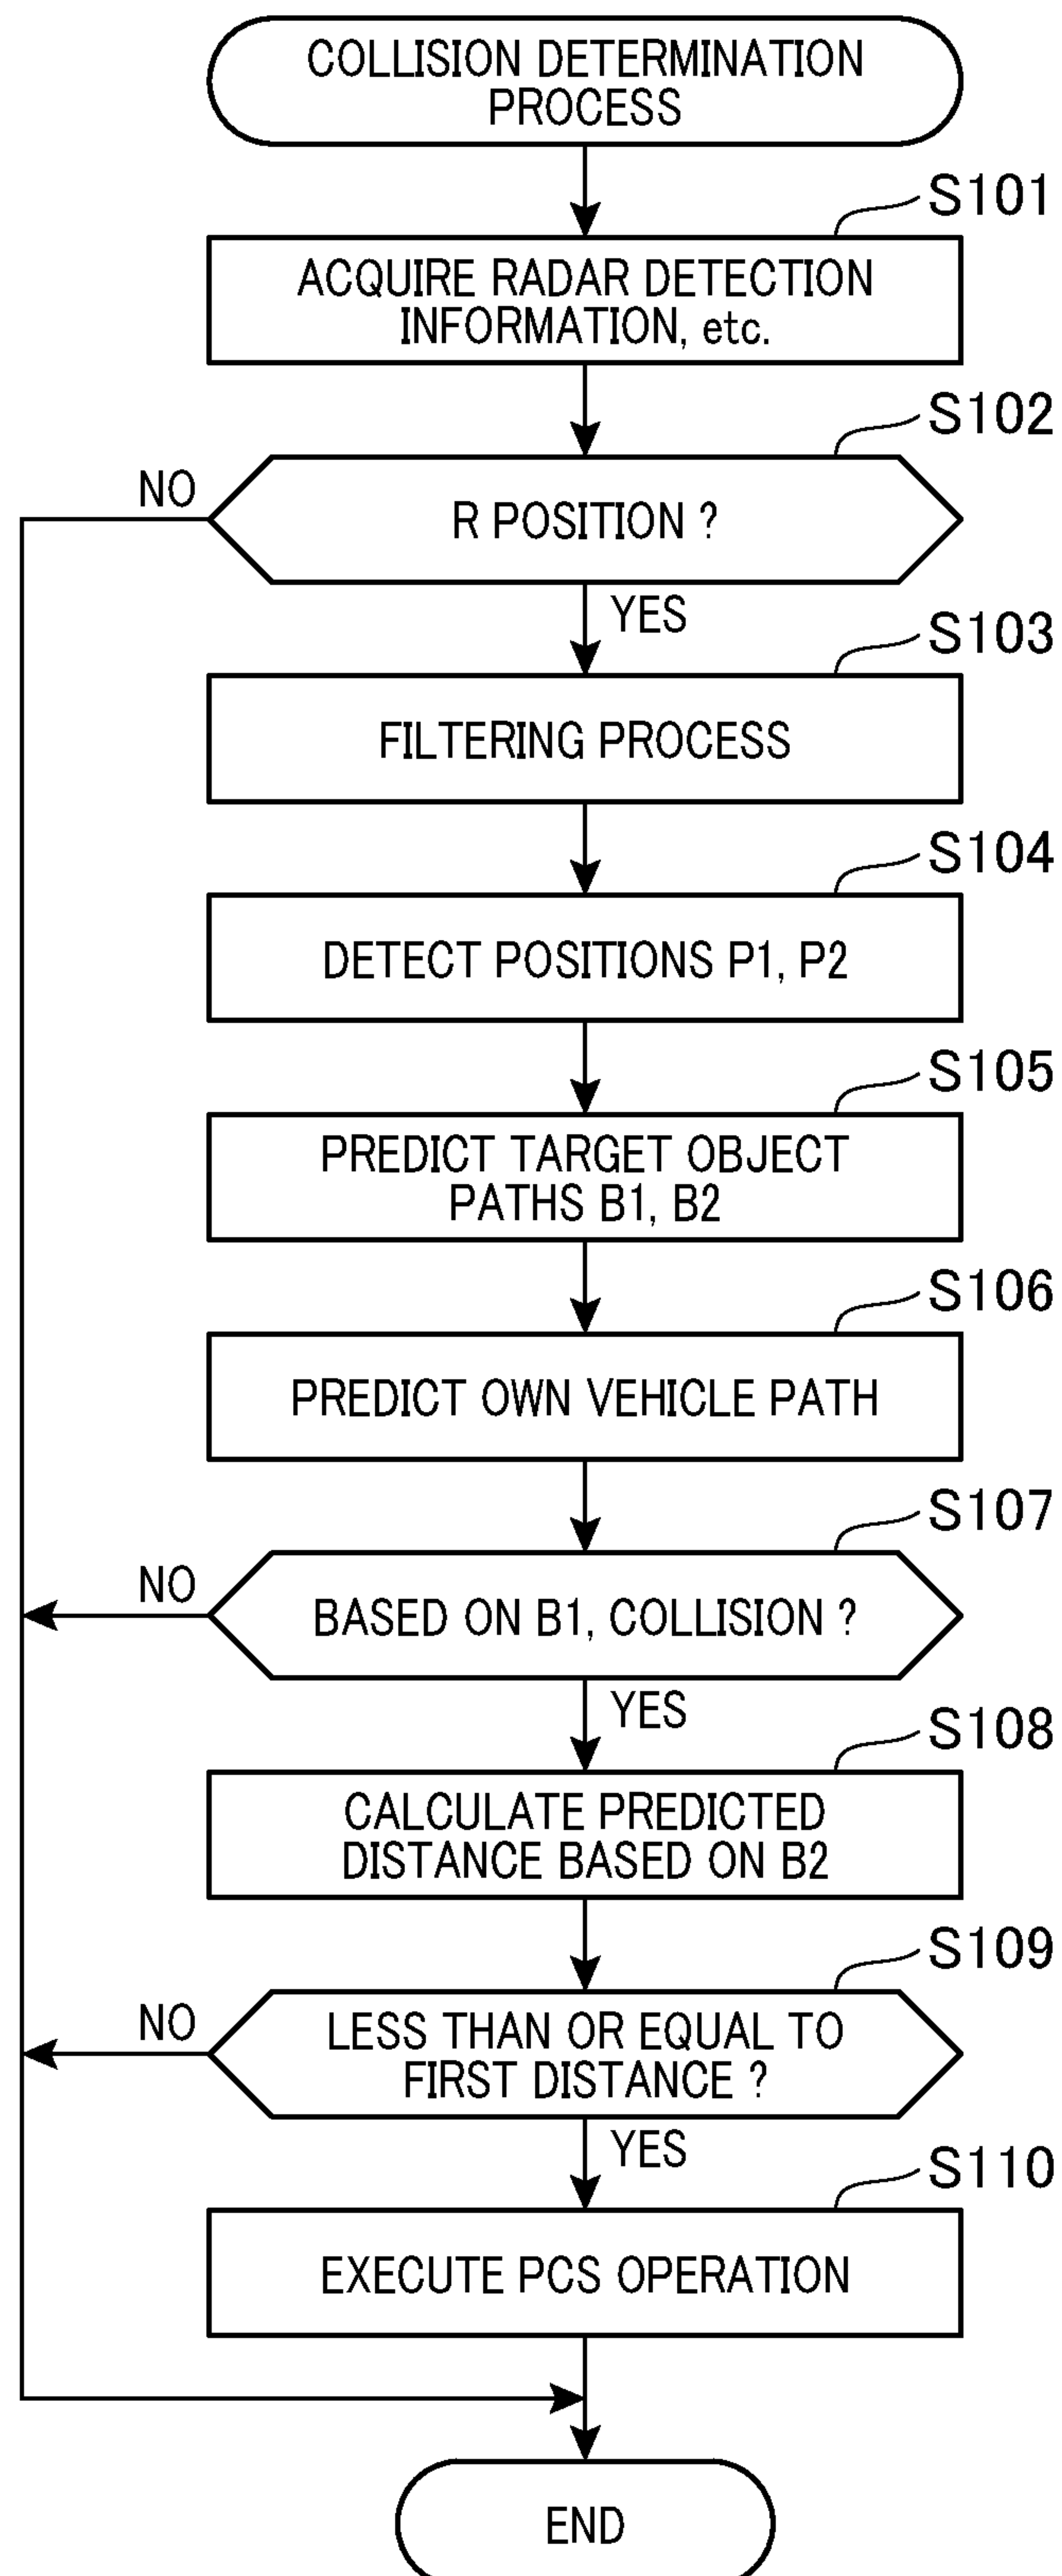 COLLISION DETERMINATION
PROCESS
S101
ACQUIRE RADAR DETECTION
INFORMATION, etc.
S102
NO
R POSITION ?
YES
S103
FILTERING PROCESS
S104
DETECT POSITIONS P1, P2
S105
PREDICT TARGET OBJECT
PATHS B1, B2
S106
PREDICT OWN VEHICLE PATH
S107
NO
BASED ON B1, COLLISION ?
YES
S108
CALCULATE PREDICTED
DISTANCE BASED ON B2
S109
NO
LESS THAN OR EQUAL TO
FIRST DISTANCE ?
YES
S110
EXECUTE PCS OPERATION
END